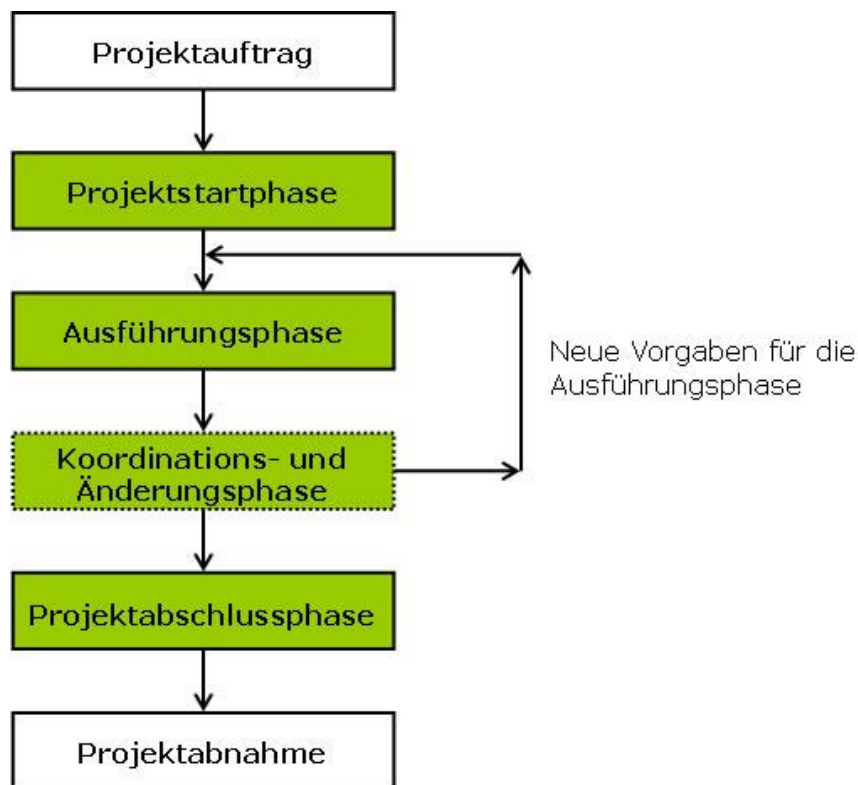 Projektauftrag
Projektstartphase
Ausführungsphase
Neue Vorgaben für die
Ausführungsphase
Koordinations- und
Änderungsphase
Projektabschlussphase
Projektabnahme